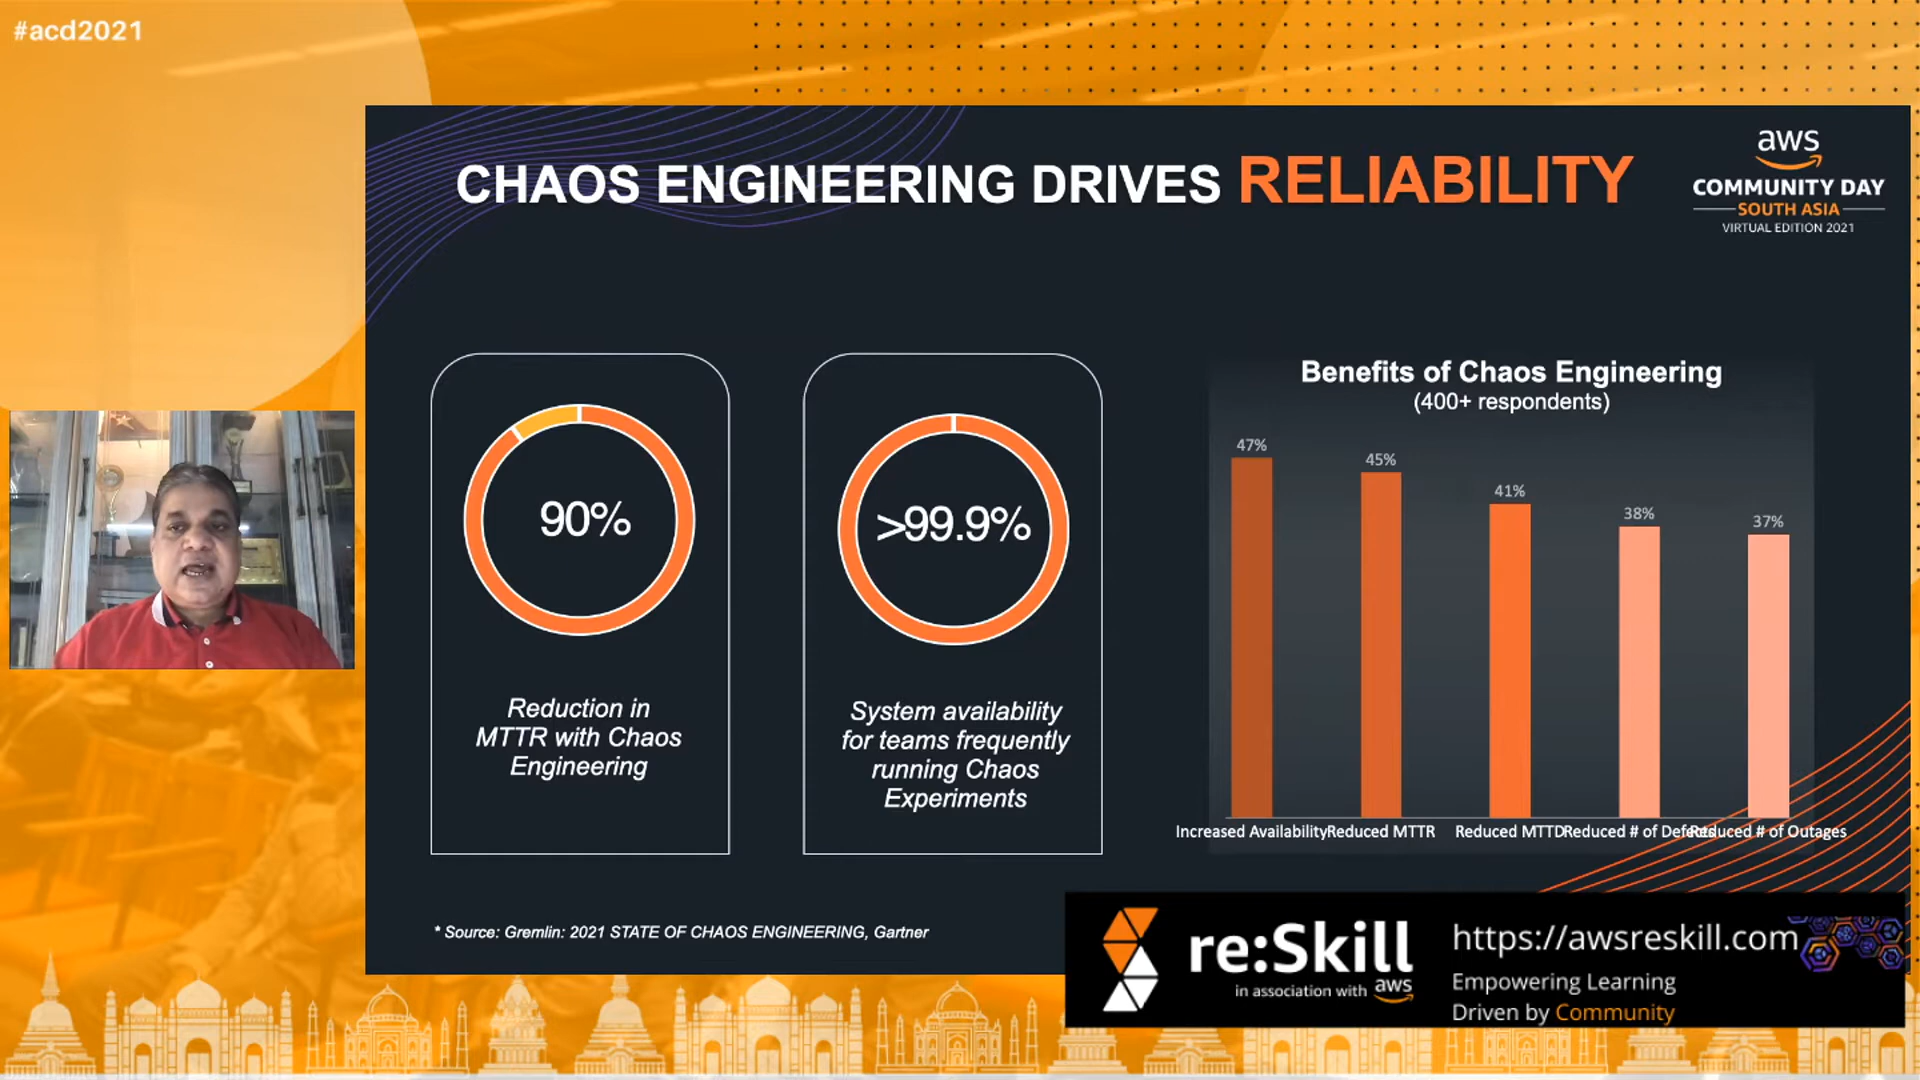 #acd2021
CHAOS ENGINEERING DRIVES RELIABILITY
aws
COMMUNITY DAY
SOUTH ASIA
VIRTUAL EDITION 2021
90%
Reduction in
MTTR with Chaos
Engineering
>99.9%
System availability
for teams frequently
running Chaos
Experiments
Benefits of Chaos Engineering
(400+ respondents)
47%
45%
41%
38%
37%
Increased Availability
Reduced MTTR
Reduced MTTD
Reduced # of Defects
Reduced # of Outages
* Source: Gremlin: 2021 STATE OF CHAOS ENGINEERING, Gartner
re:Skill
in association with aws
https://awsreskill.com
Empowering Learning
Driven by Community